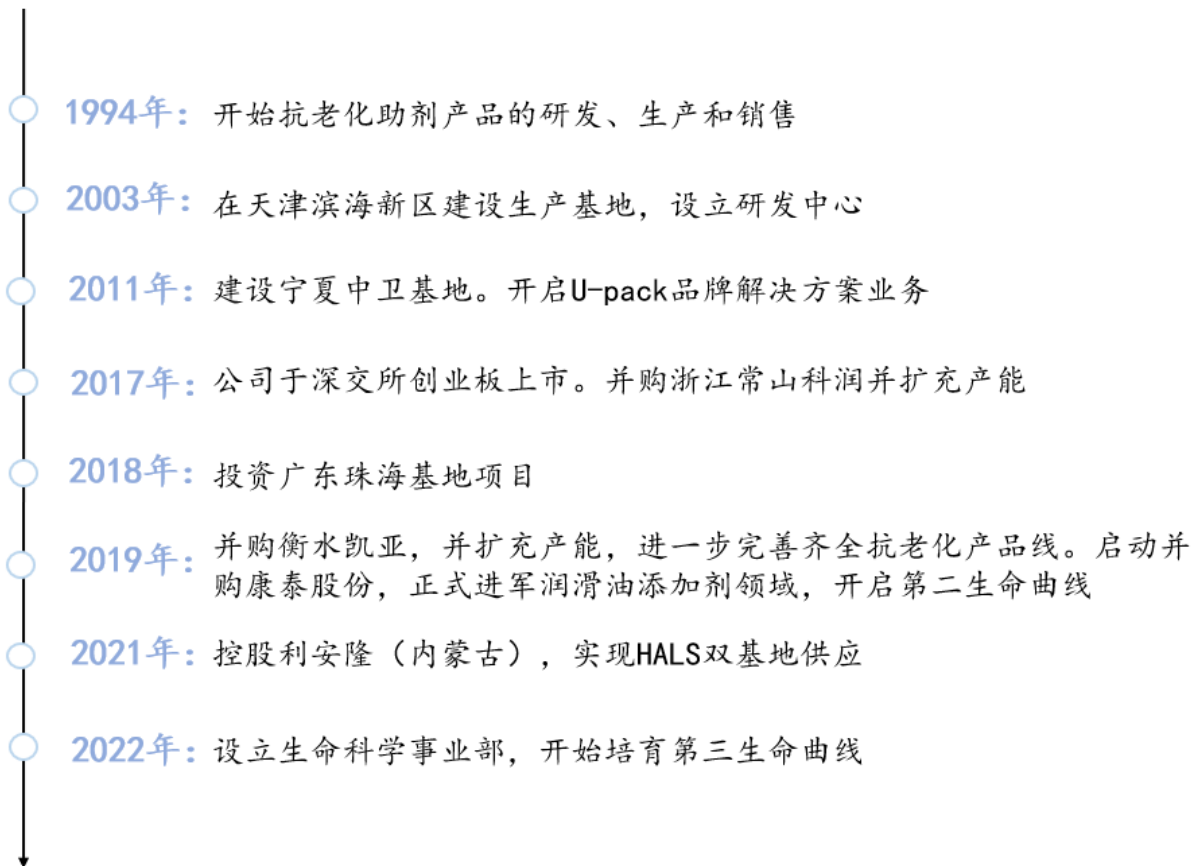 1994年：开始抗老化助剂产品的研发、生产和销售
2003年：在天津滨海新区建设生产基地，设立研发中心
2011年：建设宁夏中卫基地。开启U-pack品牌解决方案业务
2017年：公司于深交所创业板上市。并购浙江常山科润并扩充产能
2018年：投资广东珠海基地项目
2019年：并购衡水凯亚，并扩充产能，进一步完善齐全抗老化产品线。启动并
购康泰股份，正式进军润滑油添加剂领域，开启第二生命曲线
2021年：控股利安隆（内蒙古），实现HALS双基地供应
2022年：设立生命科学事业部，开始培育第三生命曲线